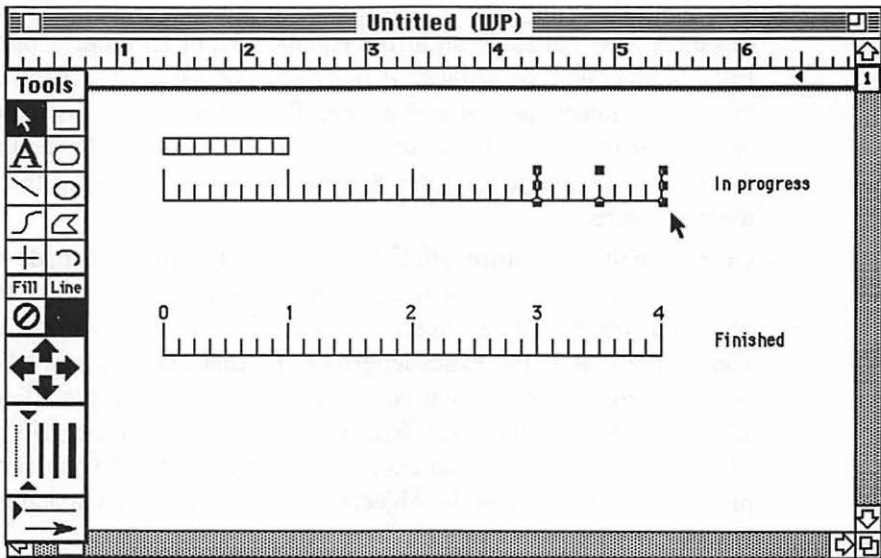 Untitled (WP)
1 2 3 4 5 6
Tools
1
A
In progress
Fill Line
0 1 2 3 4
Finished